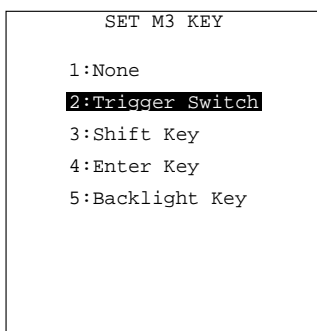 SET M3 KEY
1:None
2:Trigger Switch
3:Shift Key
4:Enter Key
5:Backlight Key